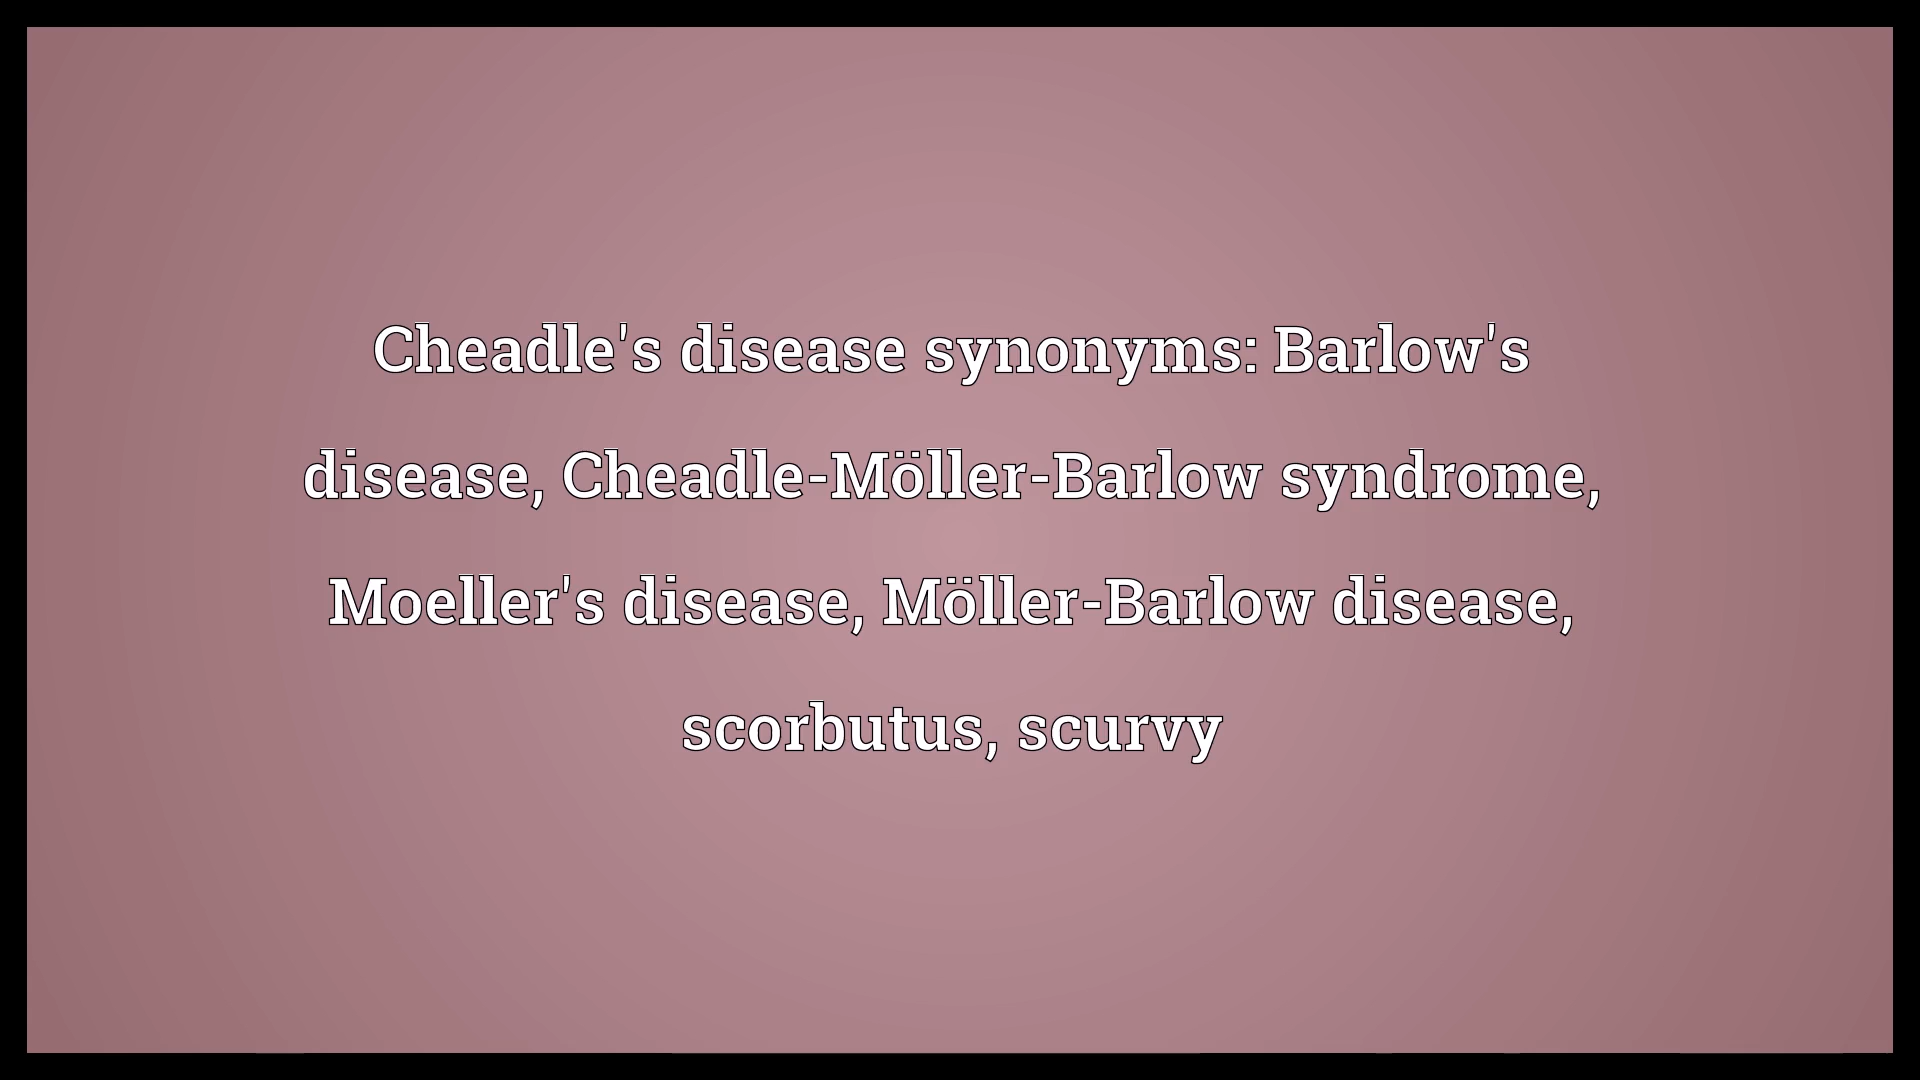 Cheadle's disease synonyms: Barlow's
disease, Cheadle-Möller-Barlow syndrome,
Moeller's disease, Möller-Barlow disease,
scorbutus, scurvy